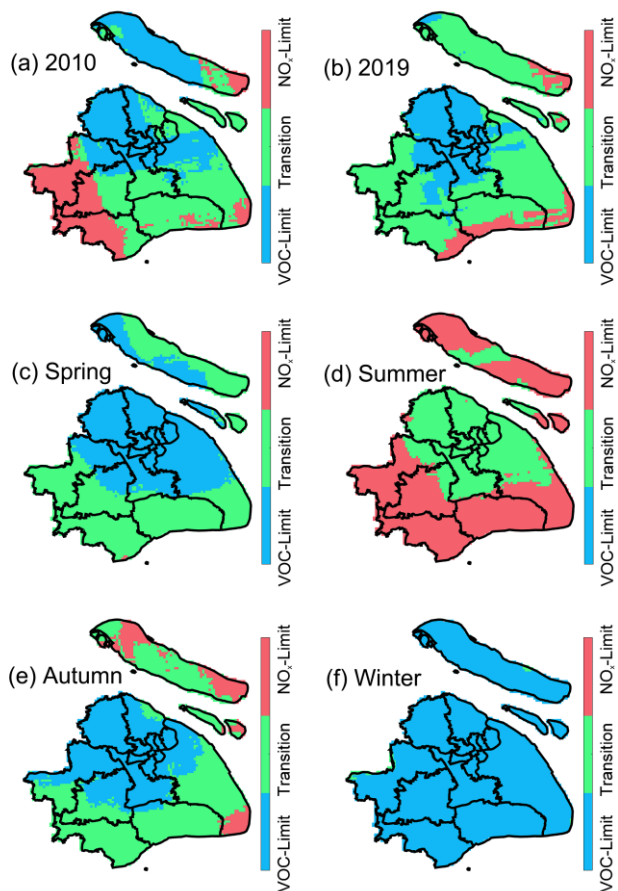 (a) 2010
VOC-Limit Transition NOₓ-Limit
(b) 2019
VOC-Limit Transition NOₓ-Limit
(c) Spring
VOC-Limit Transition NOₓ-Limit
(d) Summer
VOC-Limit Transition NOₓ-Limit
(e) Autumn
VOC-Limit Transition NOₓ-Limit
(f) Winter
VOC-Limit Transition NOₓ-Limit